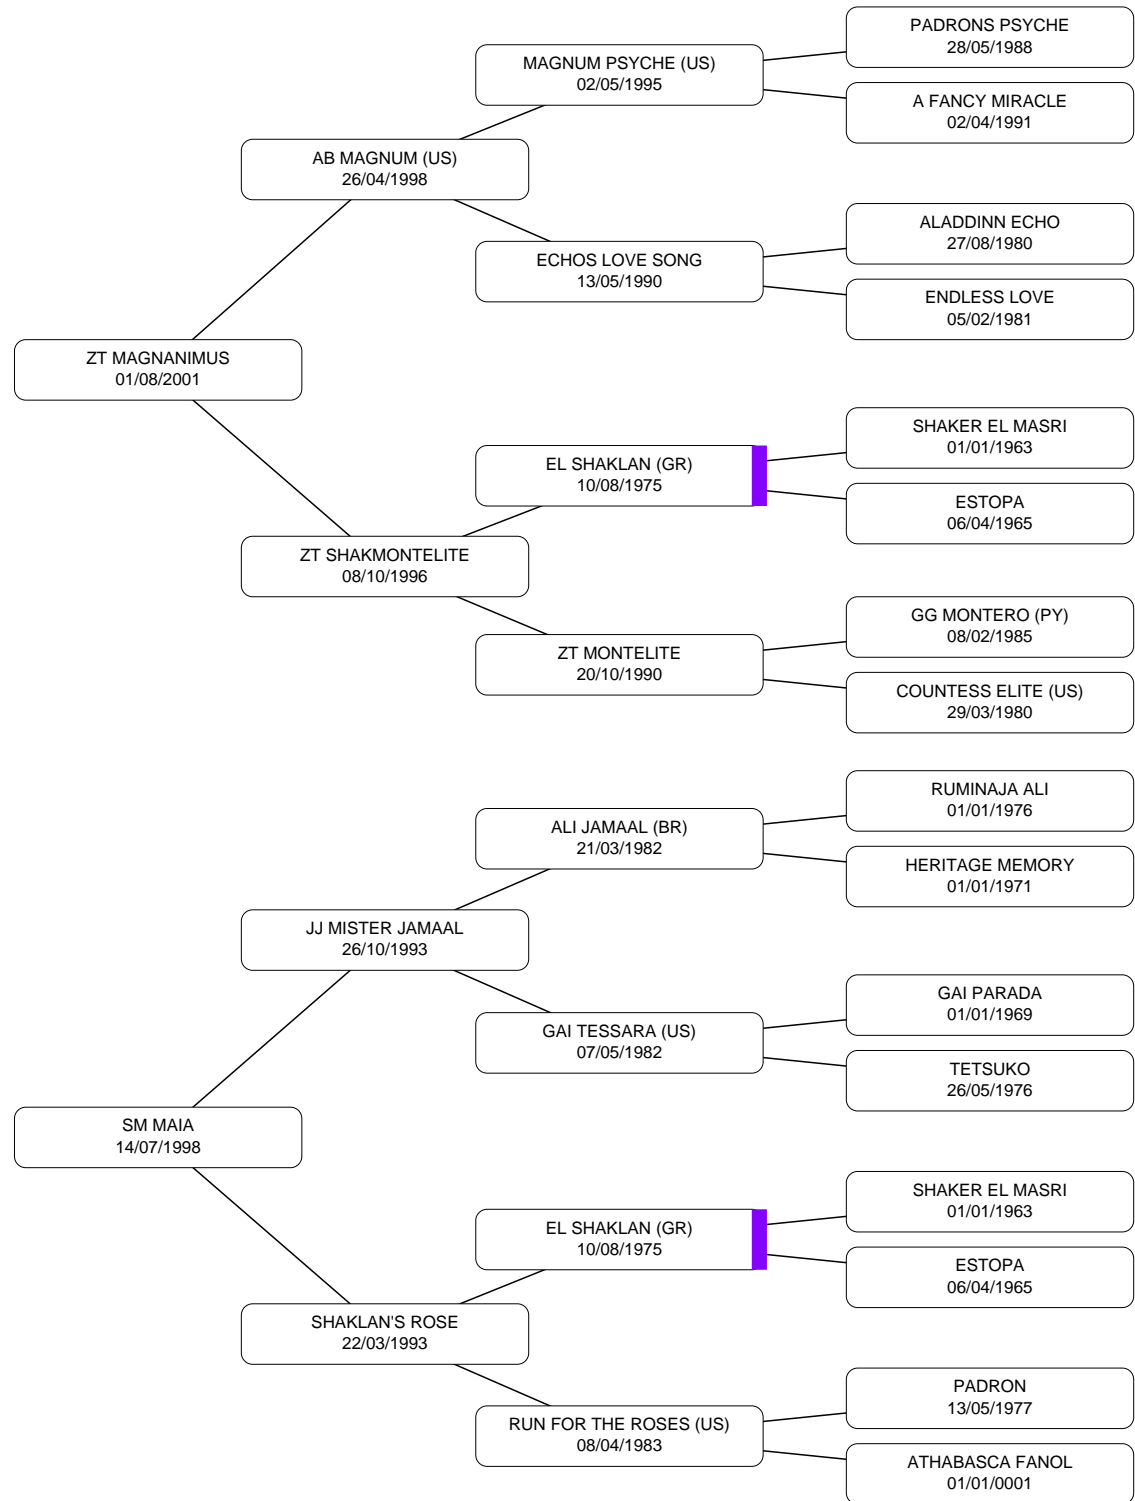 PADRONS PSYCHE
28/05/1988
MAGNUM PSYCHE (US)
02/05/1995
A FANCY MIRACLE
02/04/1991
AB MAGNUM (US)
26/04/1998
ALADDINN ECHO
27/08/1980
ECHOS LOVE SONG
13/05/1990
ENDLESS LOVE
05/02/1981
ZT MAGNANIMUS
01/08/2001
SHAKER EL MASRI
01/01/1963
EL SHAKLAN (GR)
10/08/1975
ESTOPA
06/04/1965
ZT SHAKMONTELITE
08/10/1996
GG MONTERO (PY)
08/02/1985
ZT MONTELITE
20/10/1990
COUNTESS ELITE (US)
29/03/1980
RUMINAJA ALI
01/01/1976
ALI JAMAAL (BR)
21/03/1982
HERITAGE MEMORY
01/01/1971
JJ MISTER JAMAAL
26/10/1993
GAI PARADA
01/01/1969
GAI TESSARA (US)
07/05/1982
TETSUKO
26/05/1976
SM MAIA
14/07/1998
SHAKER EL MASRI
01/01/1963
EL SHAKLAN (GR)
10/08/1975
ESTOPA
06/04/1965
SHAKLAN'S ROSE
22/03/1993
PADRON
13/05/1977
RUN FOR THE ROSES (US)
08/04/1983
ATHABASCA FANOL
01/01/0001